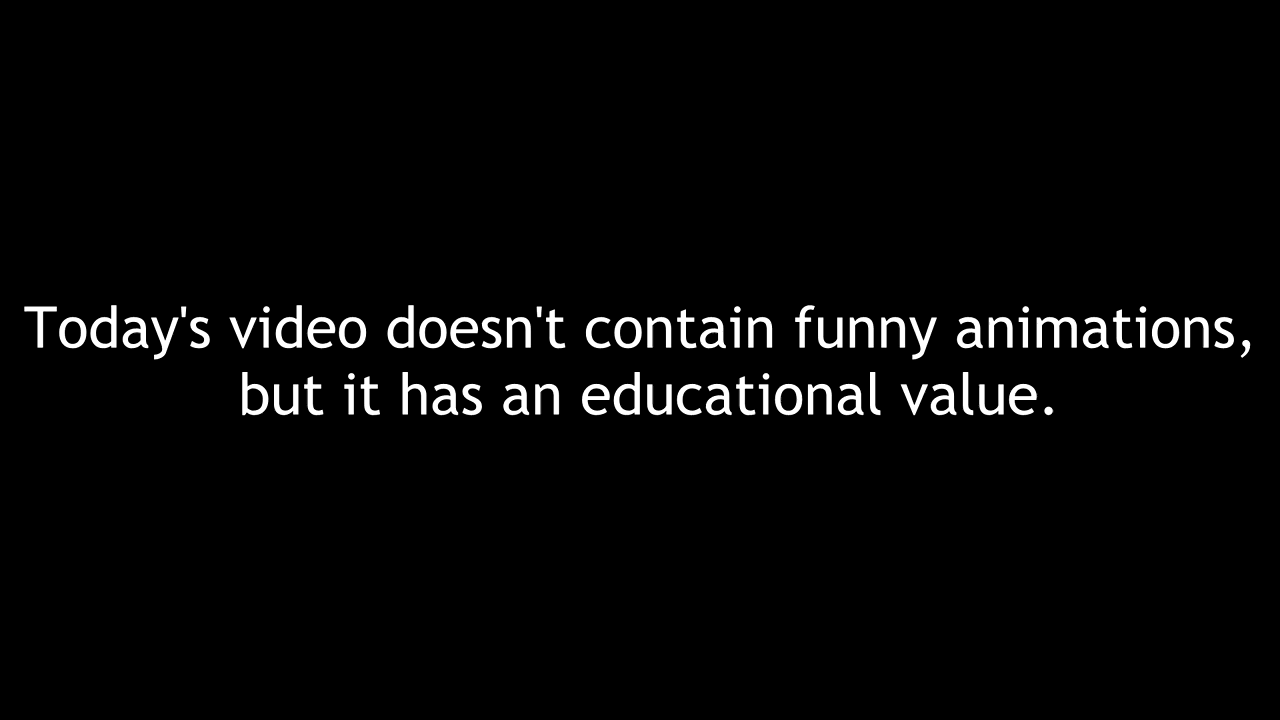 Today's video doesn't contain funny animations,
but it has an educational value.